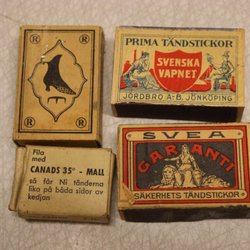 R R
R R
PRIMA TÄNDSTICKOR
SVENSKA
VAPNET
JÖRDBRO A-B. JÖNKÖPING
Fila
med
CANADS 35° - MALL
så får Ni tänderna
lika på båda sidor av
kedjan
SVEA
GARANTI
SÄKERHETS TÄNDSTICKOR